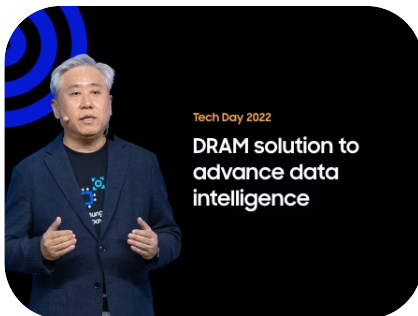 Tech Day 2022
DRAM solution to
advance data
intelligence